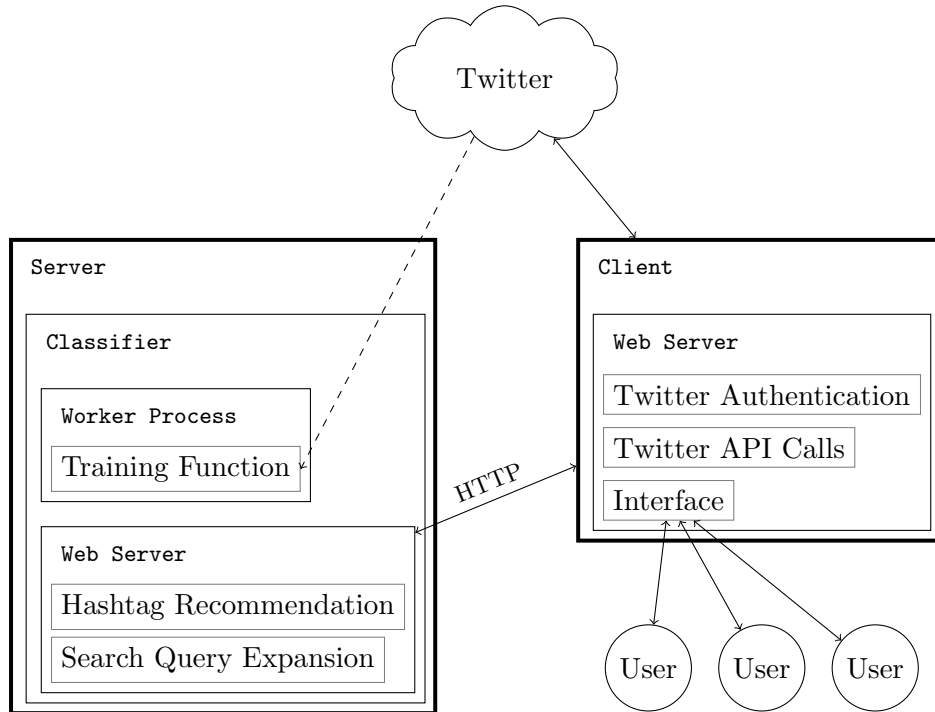 Twitter
Server
Classifier
Worker Process
Training Function
Web Server
Hashtag Recommendation
Search Query Expansion
HTTP
Client
Web Server
Twitter Authentication
Twitter API Calls
Interface
User
User
User